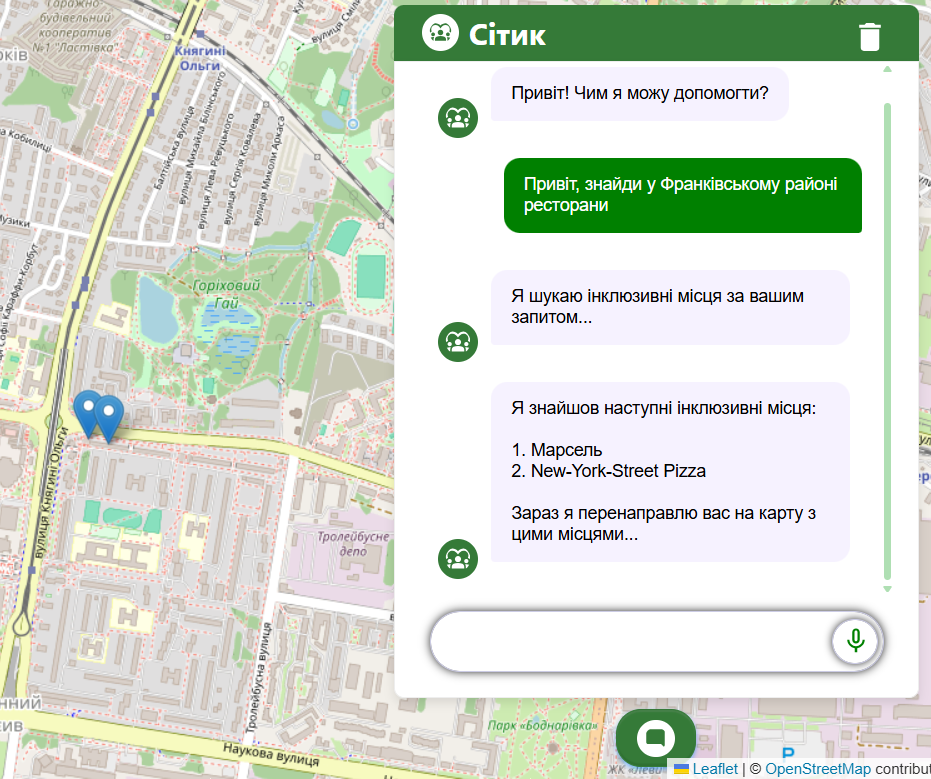 Гаражно-
будівельний
кооператив
№1 "Ластівка"
Княгині
Ольги
вулиця
Балтійська вулиця
вулиця Михайла Білінського
вулиця Лева Ревуцького
вулиця Сергія Ковалева
вулиця Миколи Аркаса
Кобилиці
Горіховий
Гай
вулиця Княгині Ольги
Тролейбусне
депо
Тролейбусна вулиця
Наукова вулиця
Парк «Боднарівка»
P
Сітик
Привіт! Чим я можу допомогти?
Привіт, знайди у Франківському районі
ресторани
Я шукаю інклюзивні місця за вашим
запитом...
Я знайшов наступні інклюзивні місця:
1. Марсель
2. New-York-Street Pizza
Зараз я перенаправлю вас на карту з
цими місцями...
Leaflet | © OpenStreetMap contribut